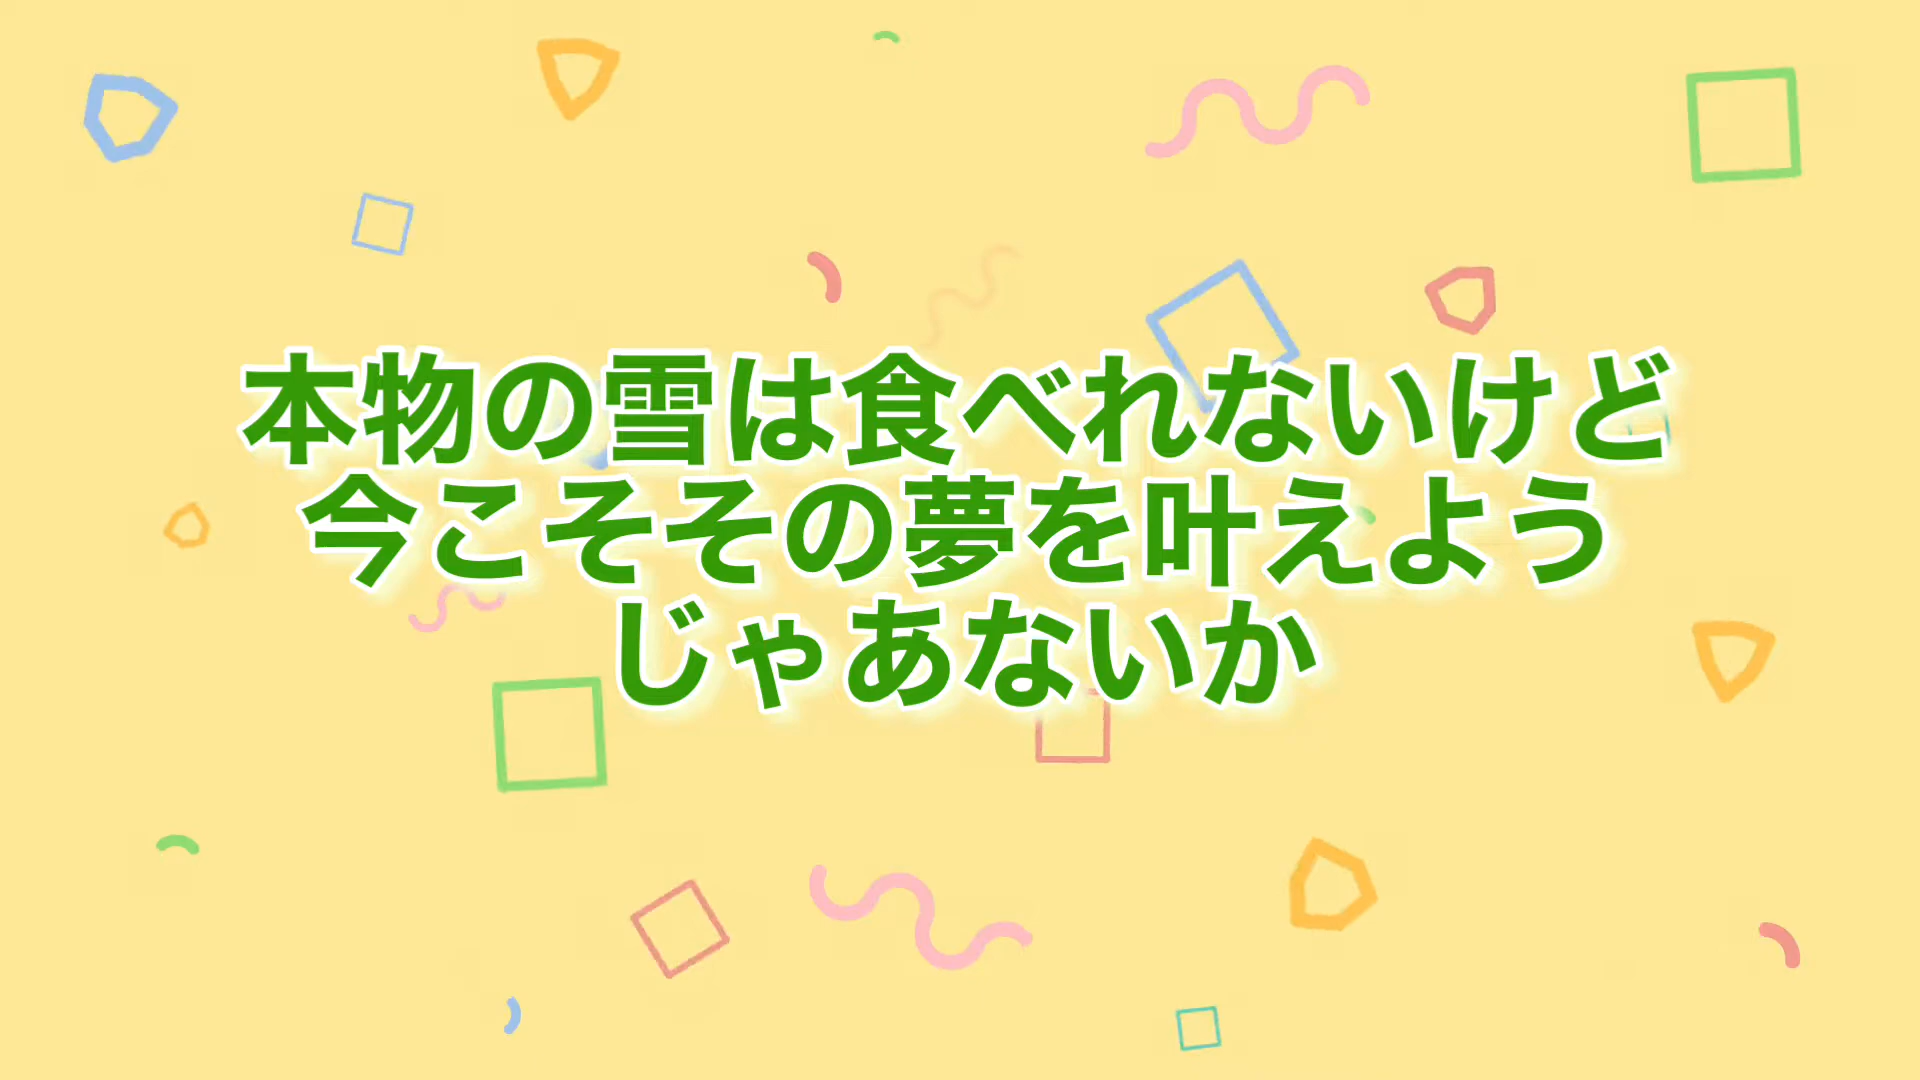 本物の雪は食べれないけど
今こそその夢を叶えよう
じゃあないか